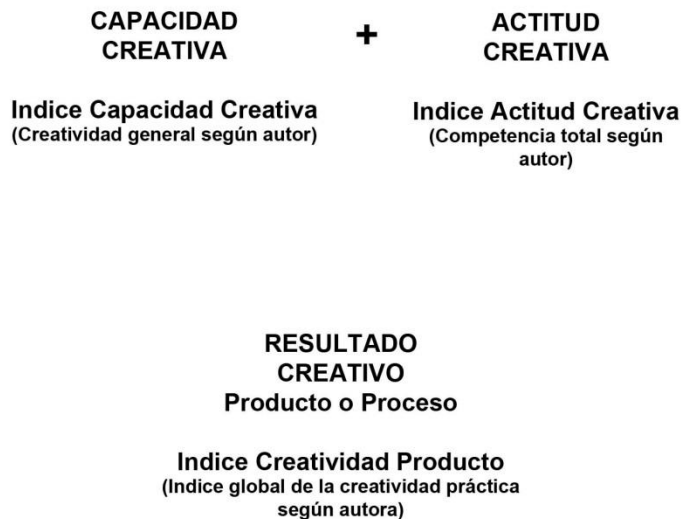 CAPACIDAD
CREATIVA
+
ACTITUD
CREATIVA
Indice Capacidad Creativa
(Creatividad general según autor)
Indice Actitud Creativa
(Competencia total según
autor)
RESULTADO
CREATIVO
Producto o Proceso
Indice Creatividad Producto
(Indice global de la creatividad práctica
según autora)